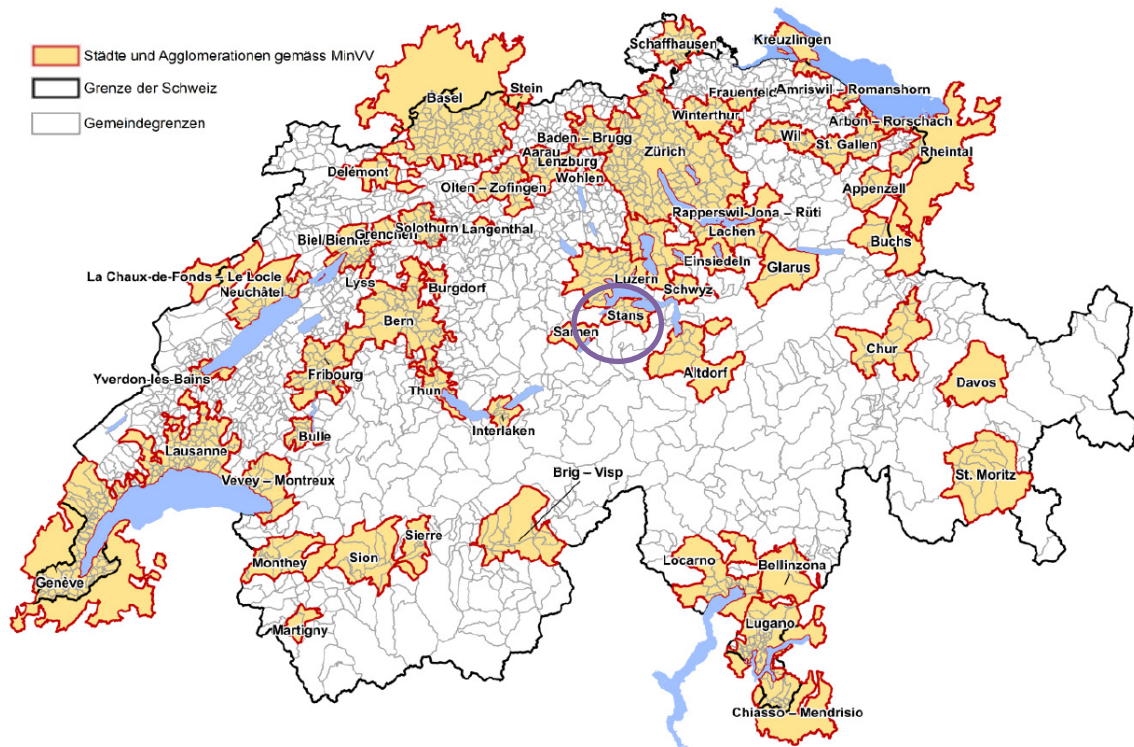 Städte und Agglomerationen gemäss MinVV
Grenze der Schweiz
Gemeindegrenzen
Schaffhausen
Kreuzlingen
Basel
Stein
Frauenfeld
Amriswil – Romanshorn
Winterthur
Arbon – Rorschach
Baden – Brugg
Wil
St. Gallen
Rheintal
Aarau
Zürich
Lenzburg
Delémont
Wohlen
Olten – Zofingen
Appenzell
Rapperswil-Jona – Rüti
Solothurn
Langenthal
Grenchen
Lachen
Biel/Bienne
Buchs
Einsiedeln
Glarus
La Chaux-de-Fonds – Le Locle
Luzern
Lyss
Burgdorf
Schwyz
Neuchâtel
Stans
Bern
Sarnen
Chur
Altdorf
Fribourg
Yverdon-les-Bains
Davos
Thun
Interlaken
Bulle
Lausanne
Brig – Visp
Vevey – Montreux
St. Moritz
Sierre
Sion
Monthey
Locarno
Bellinzona
Genève
Lugano
Martigny
Chiasso – Mendrisio